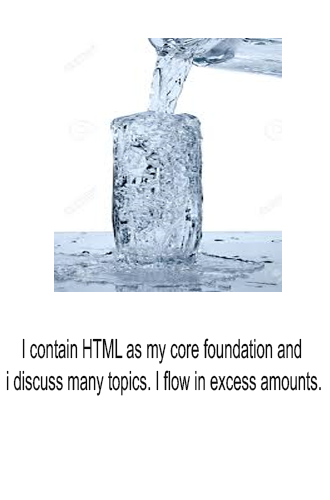 I contain HTML as my core foundation and
i discuss many topics. I flow in excess amounts.